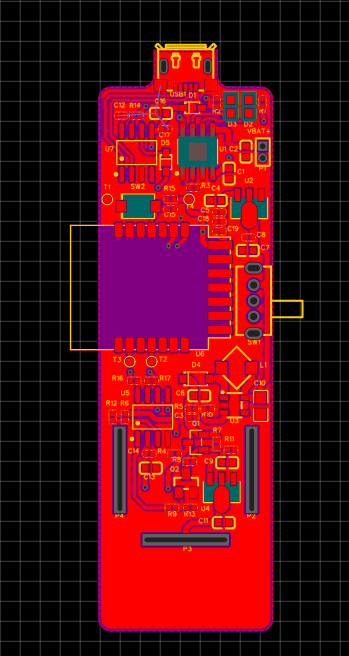 USB1 D1
C12 R14 C16
D3 D2
C17
VBAT+
U7 D5 U1 C2
P1
T1 SW2 R15 R3 C1 U2
C15 C4
C5
C18
C19 C8
C7
SW1
U6
T3 T2
D4 L1
R16 R17
U5 C6 C10
R12 R6 R5 U3
C3
Q1
R7
R11
C14 R4 R8 C9
C13 Q2
P4 U4 P2
R9 R13
C11
P3